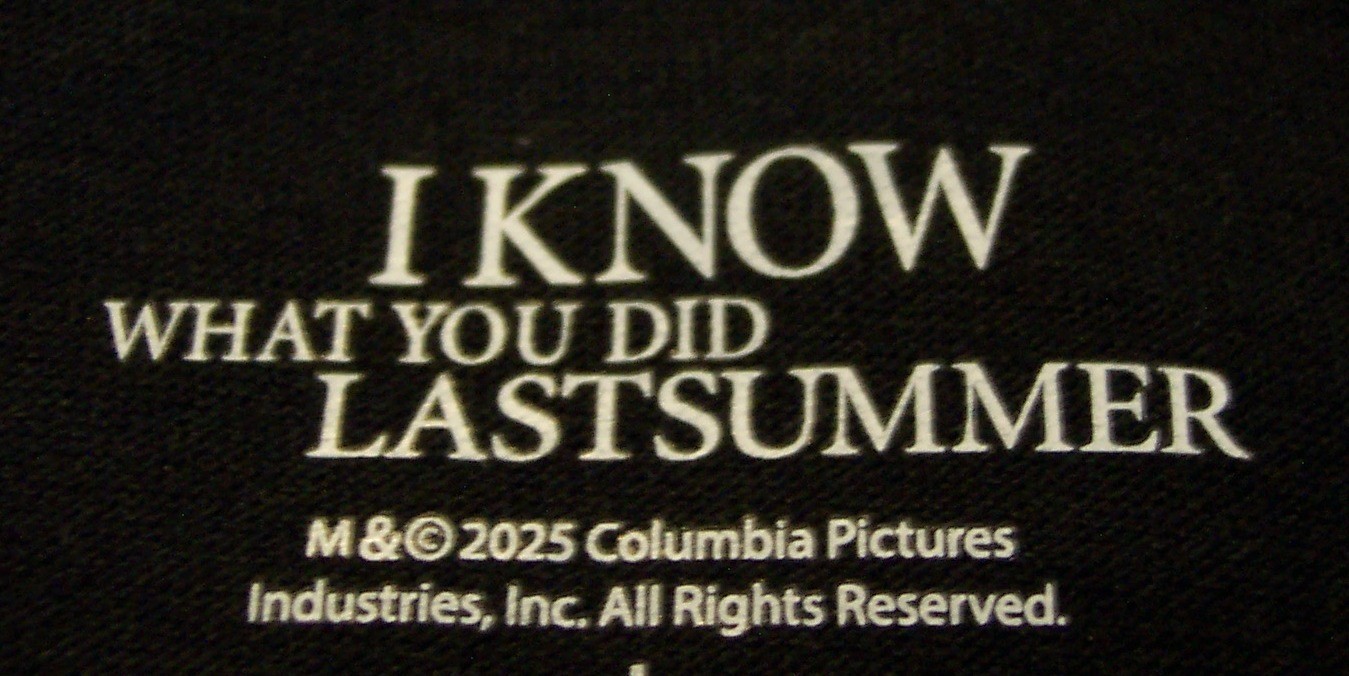 I KNOW
WHAT YOU DID
LASTSUMMER
M & © 2025 Columbia Pictures
Industries, Inc. All Rights Reserved.